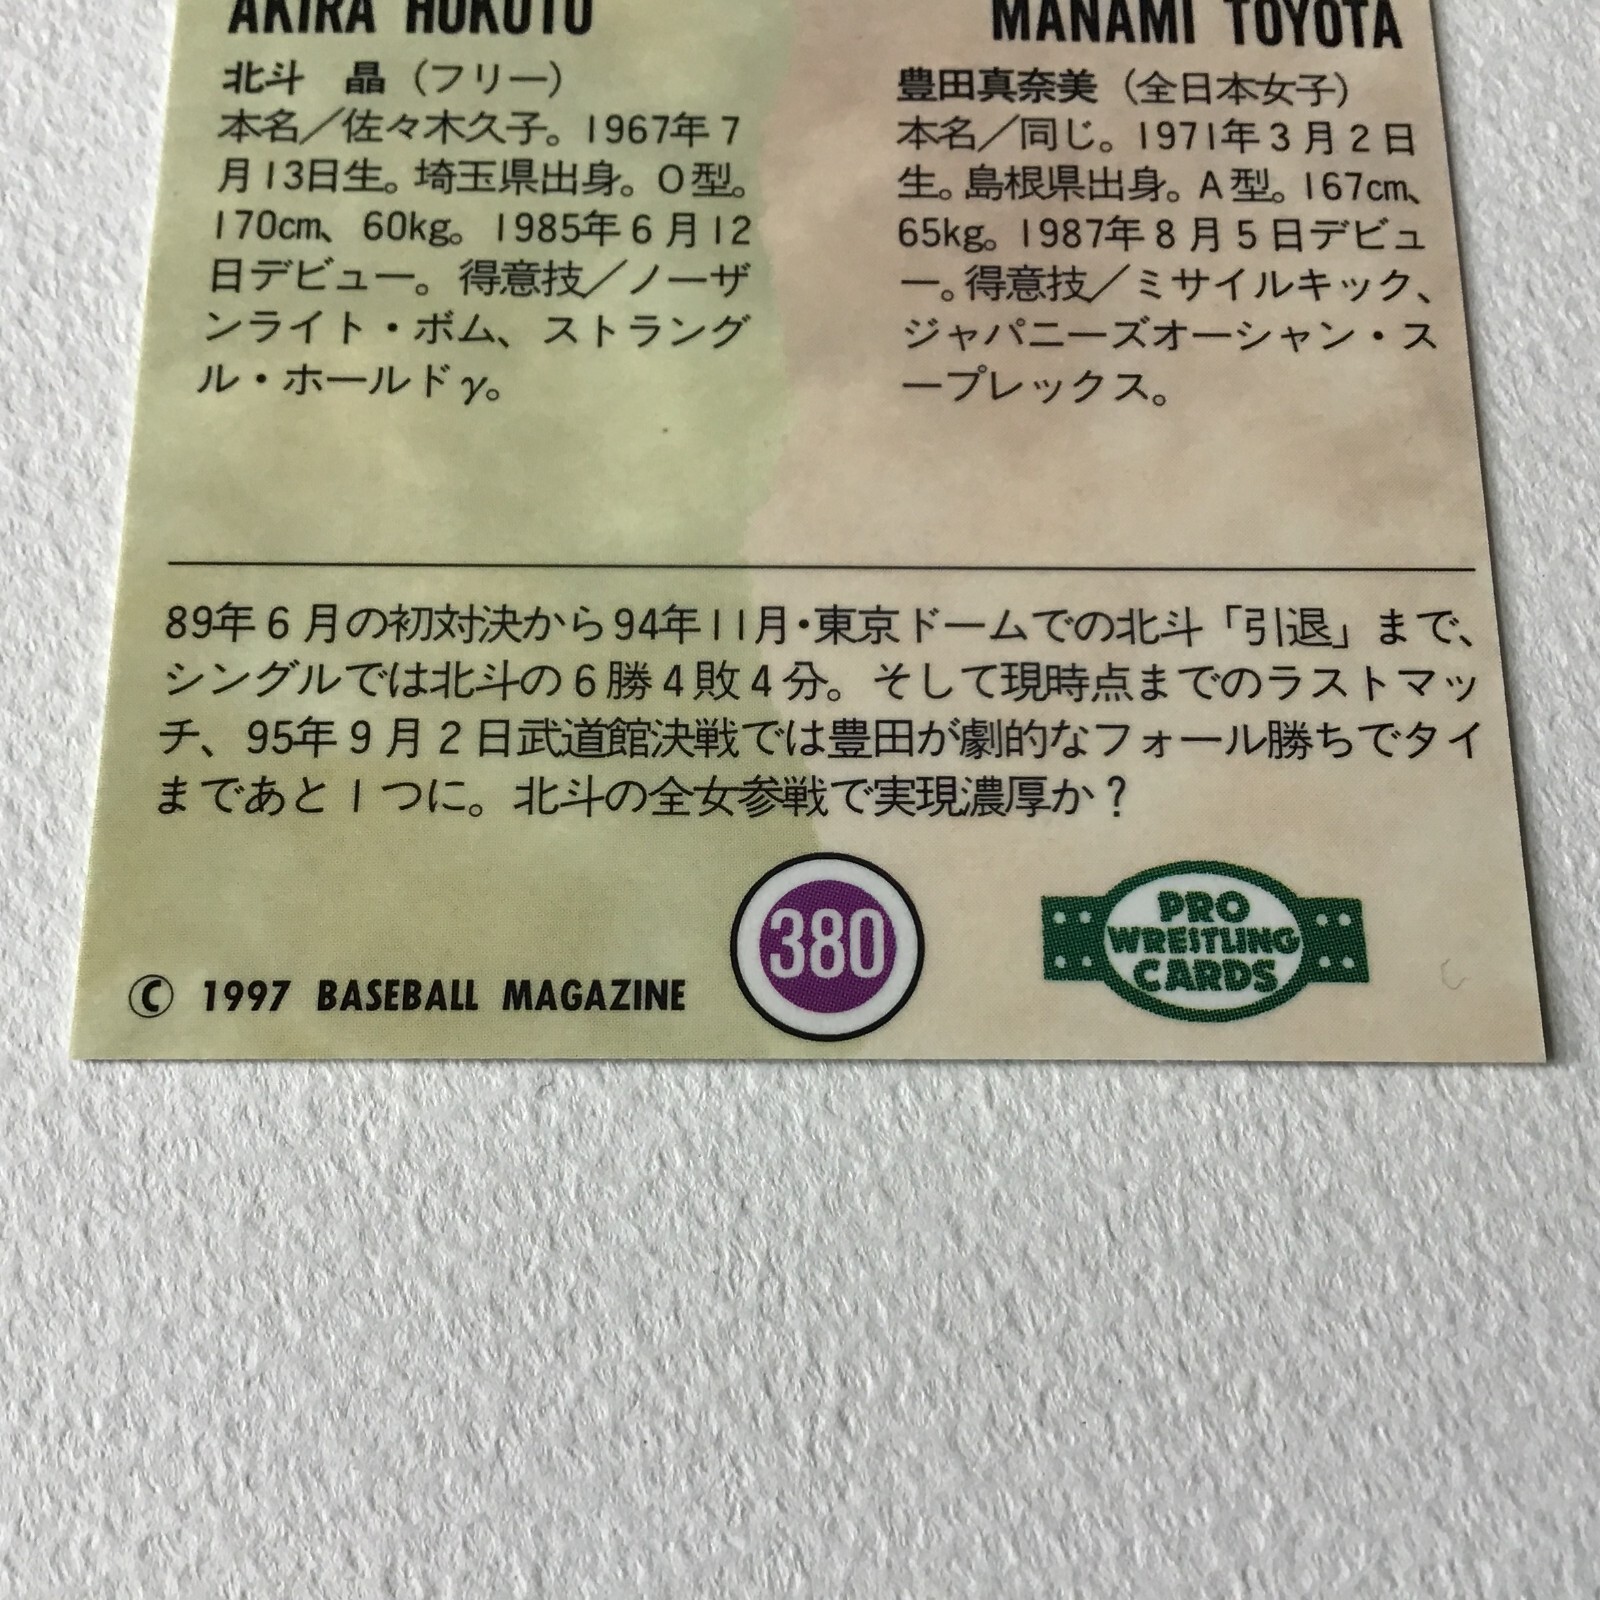 AKIRA HOKUTO
北斗　晶（フリー）
本名／佐々木久子。1967年7
月13日生。埼玉県出身。O型。
170cm、60kg。1985年6月12
日デビュー。得意技／ノーザ
ンライト・ボム、ストラング
ル・ホールドγ。
MANAMI TOYOTA
豊田真奈美（全日本女子）
本名／同じ。1971年3月2日
生。島根県出身。A型。167cm、
65kg。1987年8月5日デビュ
ー。得意技／ミサイルキック、
ジャパニーズオーシャン・ス
ープレックス。
89年6月の初対決から94年11月・東京ドームでの北斗「引退」まで、
シングルでは北斗の6勝4敗4分。そして現時点までのラストマッ
チ、95年9月2日武道館決戦では豊田が劇的なフォール勝ちでタイ
まであと1つに。北斗の全女参戦で実現濃厚か？
© 1997 BASEBALL MAGAZINE
380
PRO
WRESTLING
CARDS